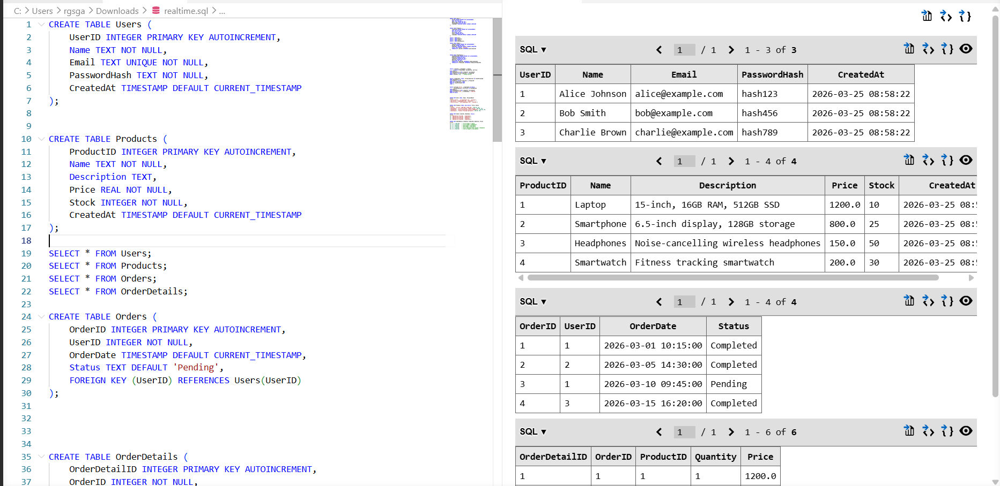 C: > Users > rgsga > Downloads > realtime.sql > ...
1 CREATE TABLE Users (
2 UserID INTEGER PRIMARY KEY AUTOINCREMENT,
3 Name TEXT NOT NULL,
4 Email TEXT UNIQUE NOT NULL,
5 PasswordHash TEXT NOT NULL,
6 CreatedAt TIMESTAMP DEFAULT CURRENT_TIMESTAMP
7 );
8
9
10 CREATE TABLE Products (
11 ProductID INTEGER PRIMARY KEY AUTOINCREMENT,
12 Name TEXT NOT NULL,
13 Description TEXT,
14 Price REAL NOT NULL,
15 Stock INTEGER NOT NULL,
16 CreatedAt TIMESTAMP DEFAULT CURRENT_TIMESTAMP
17 );
18
19 SELECT * FROM Users;
20 SELECT * FROM Products;
21 SELECT * FROM Orders;
22 SELECT * FROM OrderDetails;
23
24 CREATE TABLE Orders (
25 OrderID INTEGER PRIMARY KEY AUTOINCREMENT,
26 UserID INTEGER NOT NULL,
27 OrderDate TIMESTAMP DEFAULT CURRENT_TIMESTAMP,
28 Status TEXT DEFAULT 'Pending',
29 FOREIGN KEY (UserID) REFERENCES Users(UserID)
30 );
31
32
33
34
35 CREATE TABLE OrderDetails (
36 OrderDetailID INTEGER PRIMARY KEY AUTOINCREMENT,
37 OrderID INTEGER NOT NULL,
SQL ▼ < 1 / 1 > 1 - 3 of 3
UserID Name Email PasswordHash CreatedAt
1 Alice Johnson alice@example.com hash123 2026-03-25 08:58:22
2 Bob Smith bob@example.com hash456 2026-03-25 08:58:22
3 Charlie Brown charlie@example.com hash789 2026-03-25 08:58:22
SQL ▼ < 1 / 1 > 1 - 4 of 4
ProductID Name Description Price Stock CreatedAt
1 Laptop 15-inch, 16GB RAM, 512GB SSD 1200.0 10 2026-03-25 08:
2 Smartphone 6.5-inch display, 128GB storage 800.0 25 2026-03-25 08:
3 Headphones Noise-cancelling wireless headphones 150.0 50 2026-03-25 08:
4 Smartwatch Fitness tracking smartwatch 200.0 30 2026-03-25 08:
SQL ▼ < 1 / 1 > 1 - 4 of 4
OrderID UserID OrderDate Status
1 1 2026-03-01 10:15:00 Completed
2 2 2026-03-05 14:30:00 Completed
3 1 2026-03-10 09:45:00 Pending
4 3 2026-03-15 16:20:00 Completed
SQL ▼ < 1 / 1 > 1 - 6 of 6
OrderDetailID OrderID ProductID Quantity Price
1 1 1 1 1200.0